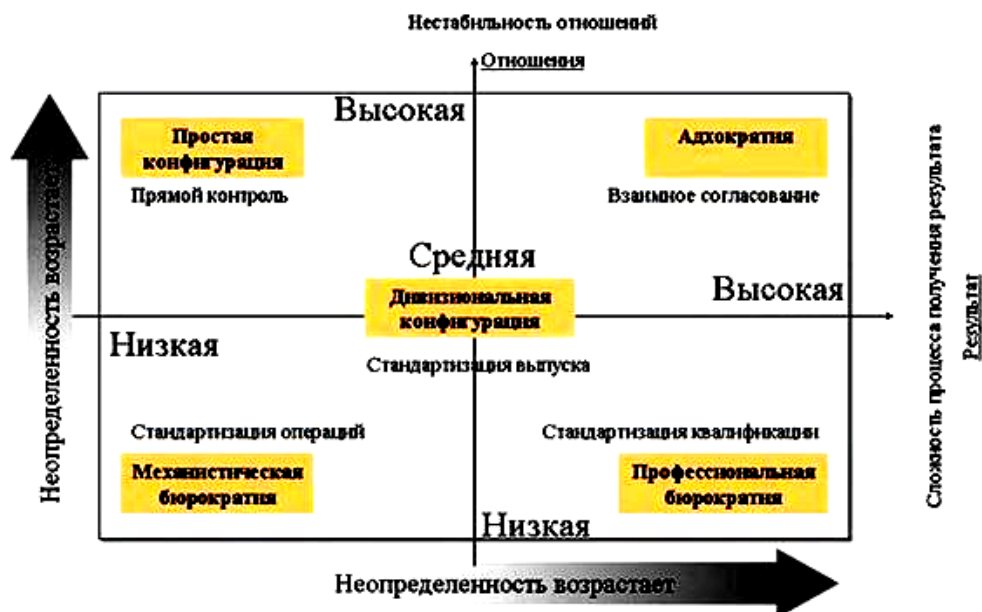 Нестабильность отношений
Отношения
Высокая
Простая
конфигурация
Прямой контроль
Адхократия
Взаимное согласование
Средняя
Дивизиональная
конфигурация
Высокая
Низкая
Стандартизация выпуска
Стандартизация операций
Механистическая
бюрократия
Стандартизация квалификации
Профессиональная
бюрократия
Низкая
Неопределенность возрастает
Неопределенность возрастает
Сложность процесса получения результата
Результат